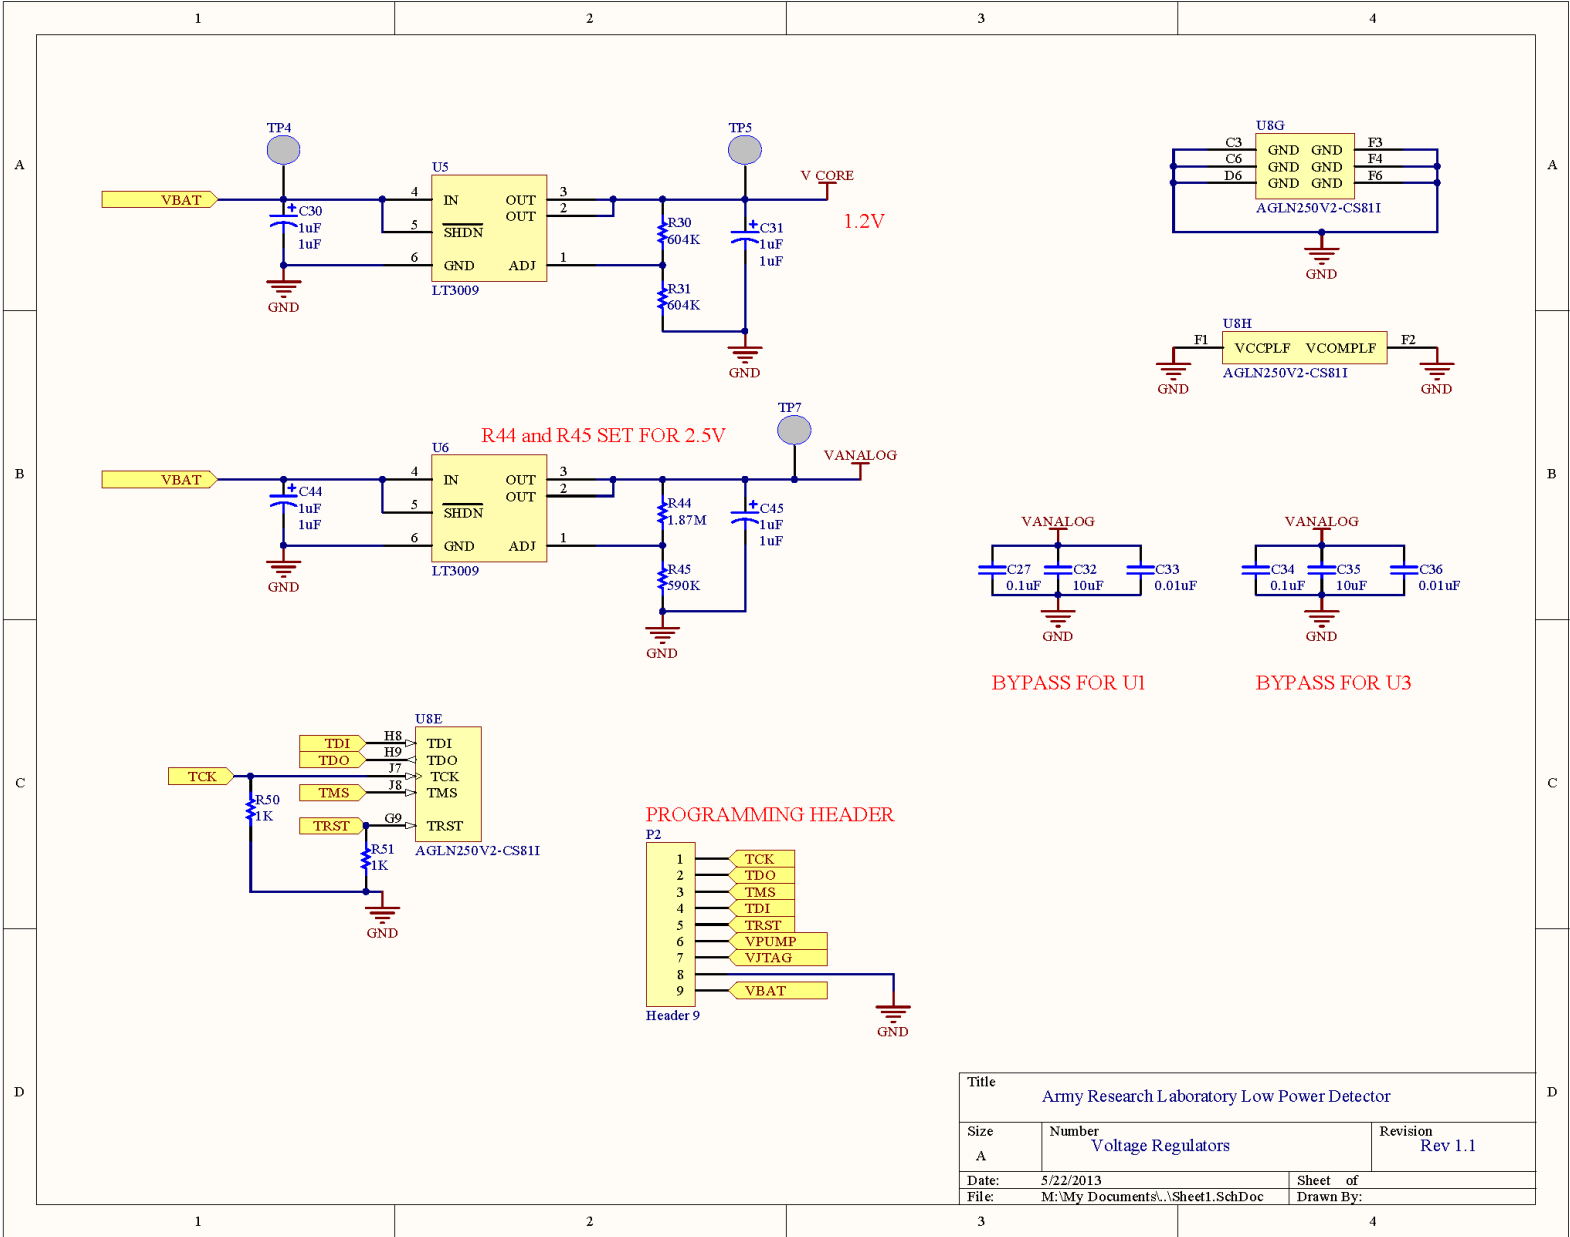 1 2 3 4
A A
B B
C C
D D
1 2 3 4
TP4
VBAT
C30
1uF
1uF
GND
U5
4 IN OUT 3
OUT 2
5 SHDN
6 GND ADJ 1
LT3009
R30
604K
R31
604K
TP5
C31
1uF
1uF
GND
V CORE
1.2V
U8G
C3 GND GND F3
C6 GND GND F4
D6 GND GND F6
AGLN250V2-CS81I
GND
U8H
F1 VCCPLF VCOMPLF F2
AGLN250V2-CS81I
GND GND
R44 and R45 SET FOR 2.5V
VBAT
C44
1uF
1uF
GND
U6
4 IN OUT 3
OUT 2
5 SHDN
6 GND ADJ 1
LT3009
R44
1.87M
R45
590K
GND
C45
1uF
1uF
TP7
VANALOG
VANALOG
C27 C32 C33
0.1uF 10uF 0.01uF
GND
BYPASS FOR U1
VANALOG
C34 C35 C36
0.1uF 10uF 0.01uF
GND
BYPASS FOR U3
U8E
TDI H8 TDI
TDO H9 TDO
TCK J7 TCK
TMS J8 TMS
TRST G9 TRST
AGLN250V2-CS81I
R50
1K
R51
1K
GND
PROGRAMMING HEADER
P2
1 TCK
2 TDO
3 TMS
4 TDI
5 TRST
6 VPUMP
7 VJTAG
8
9 VBAT
Header 9
GND
Title
Army Research Laboratory Low Power Detector
Size
A
Number
Voltage Regulators
Revision
Rev 1.1
Date: 5/22/2013
Sheet of
File: M:\My Documents\..\Sheet1.SchDoc
Drawn By: